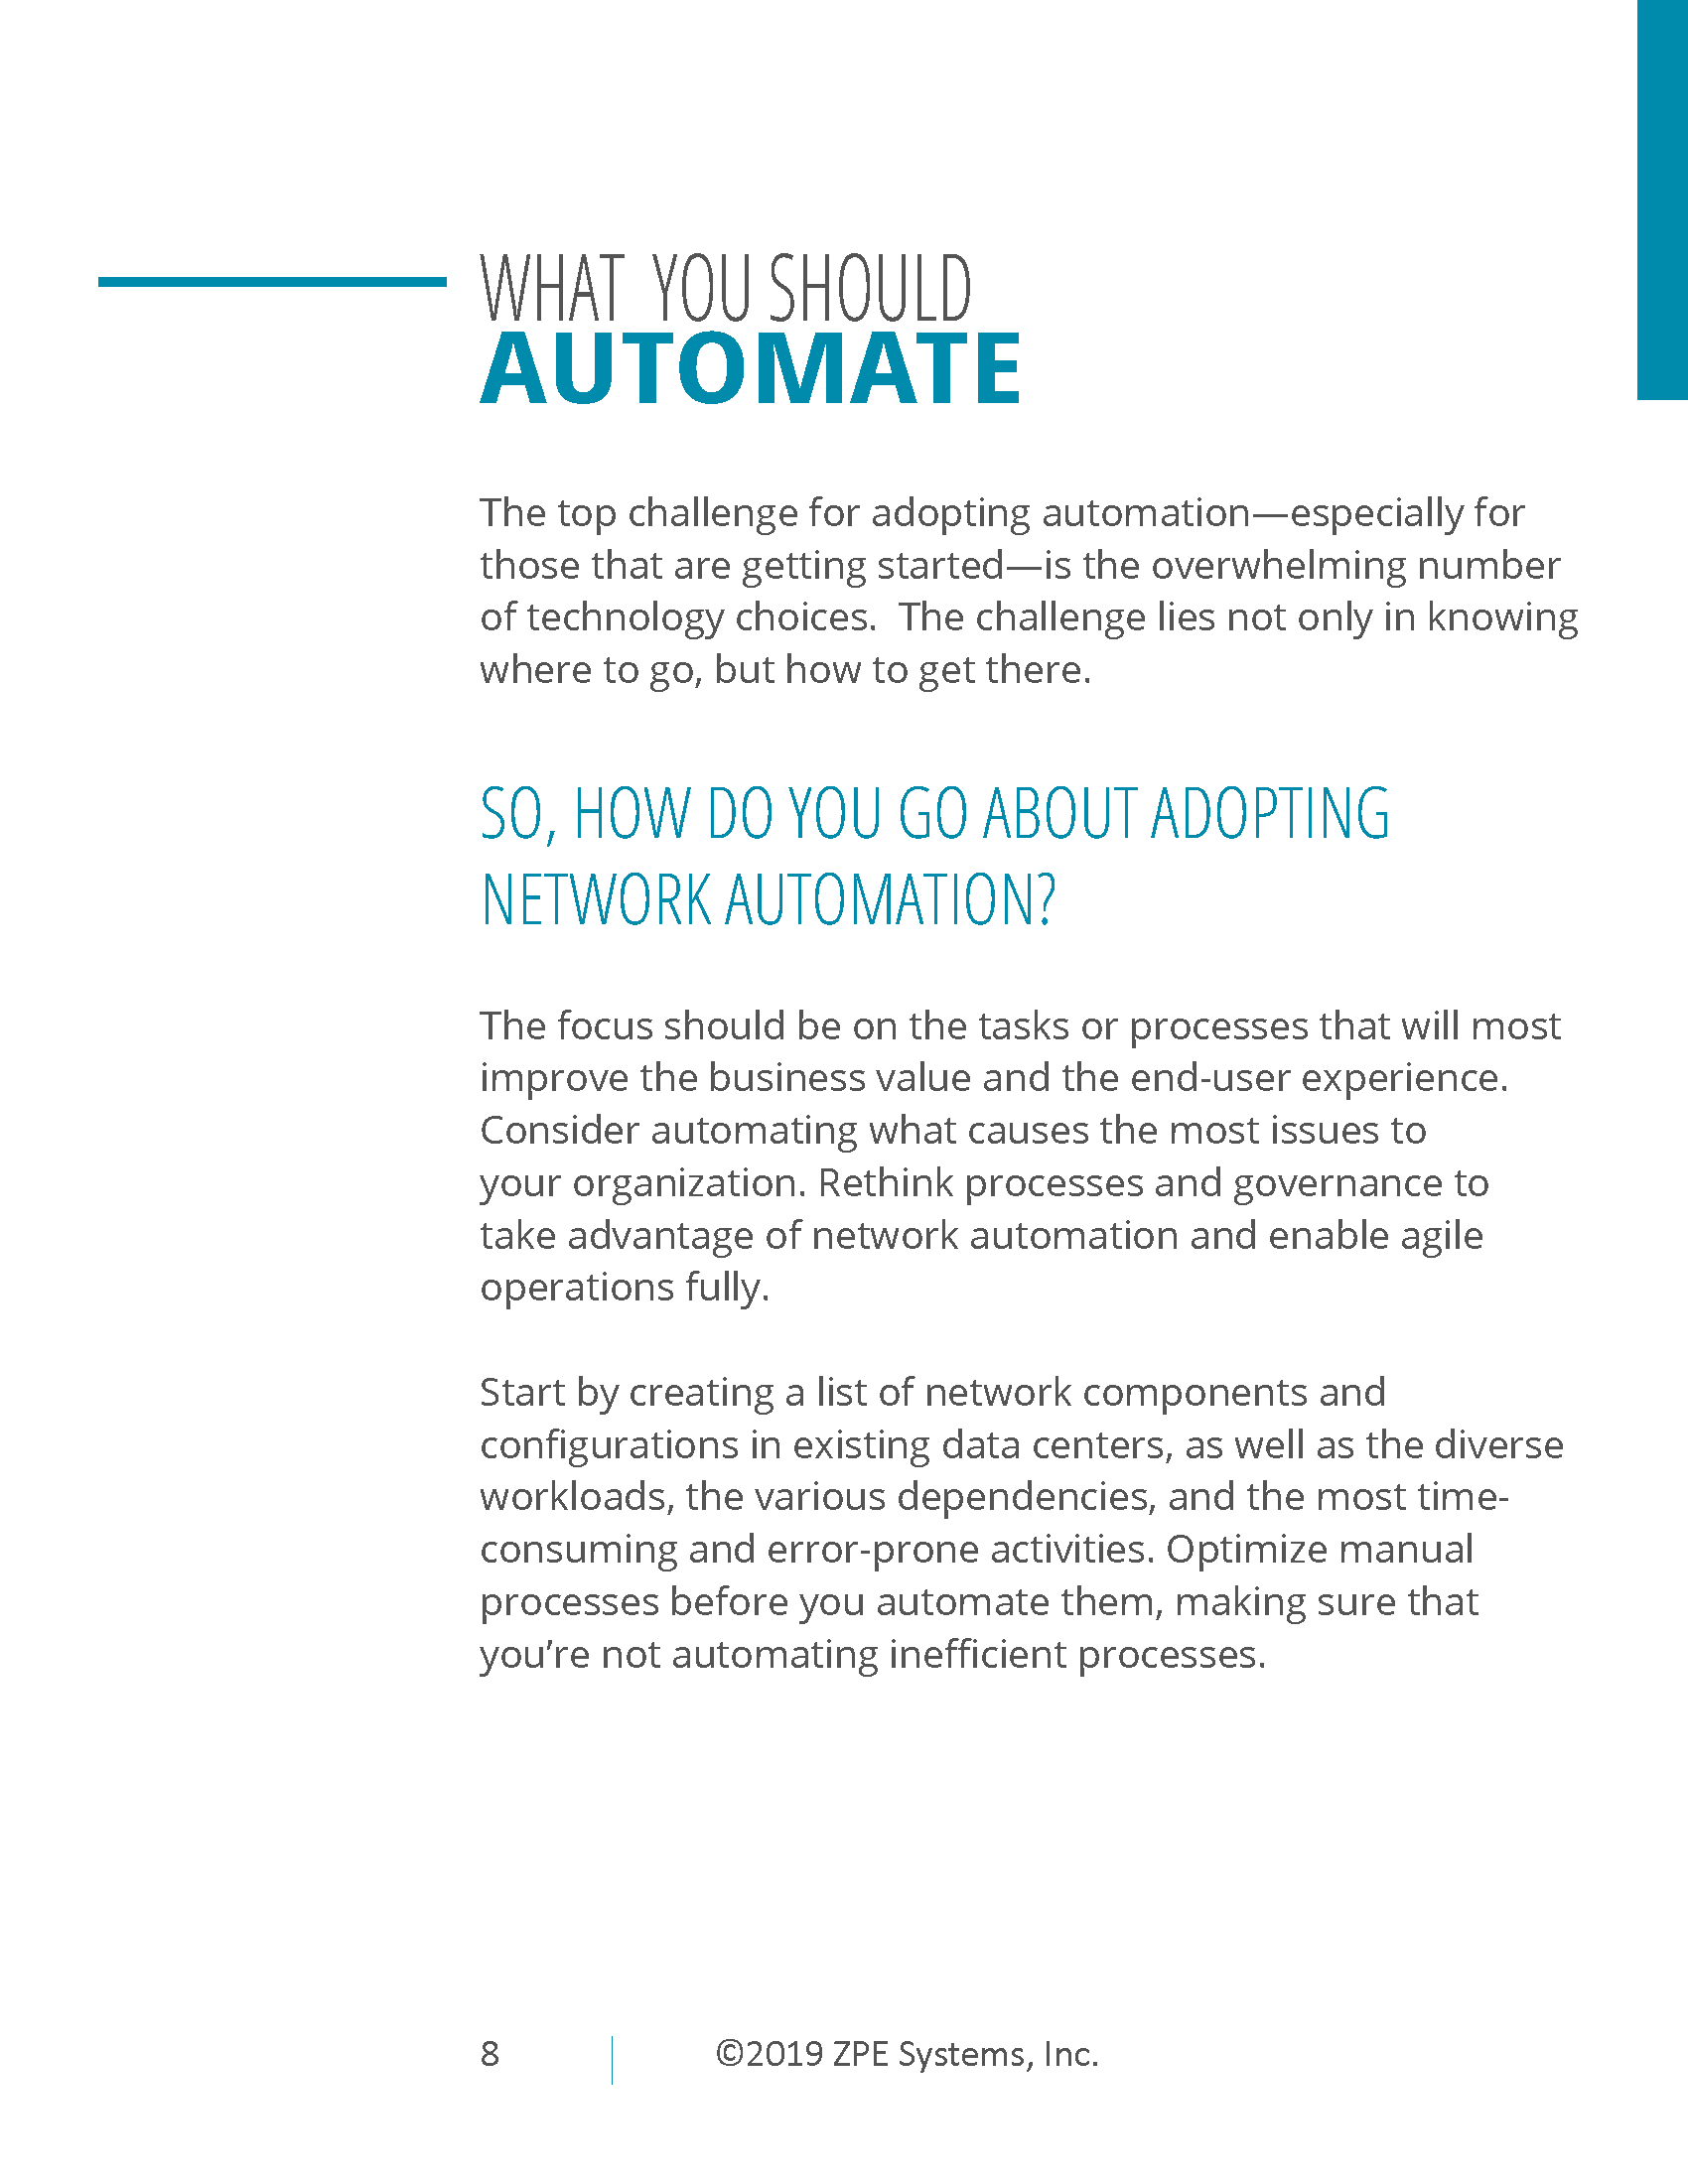 WHAT YOU SHOULD
AUTOMATE
The top challenge for adopting automation—especially for
those that are getting started—is the overwhelming number
of technology choices.  The challenge lies not only in knowing
where to go, but how to get there.
SO, HOW DO YOU GO ABOUT ADOPTING
NETWORK AUTOMATION?
The focus should be on the tasks or processes that will most
improve the business value and the end-user experience.
Consider automating what causes the most issues to
your organization. Rethink processes and governance to
take advantage of network automation and enable agile
operations fully.
Start by creating a list of network components and
configurations in existing data centers, as well as the diverse
workloads, the various dependencies, and the most time-
consuming and error-prone activities. Optimize manual
processes before you automate them, making sure that
you’re not automating inefficient processes.
8 ©2019 ZPE Systems, Inc.